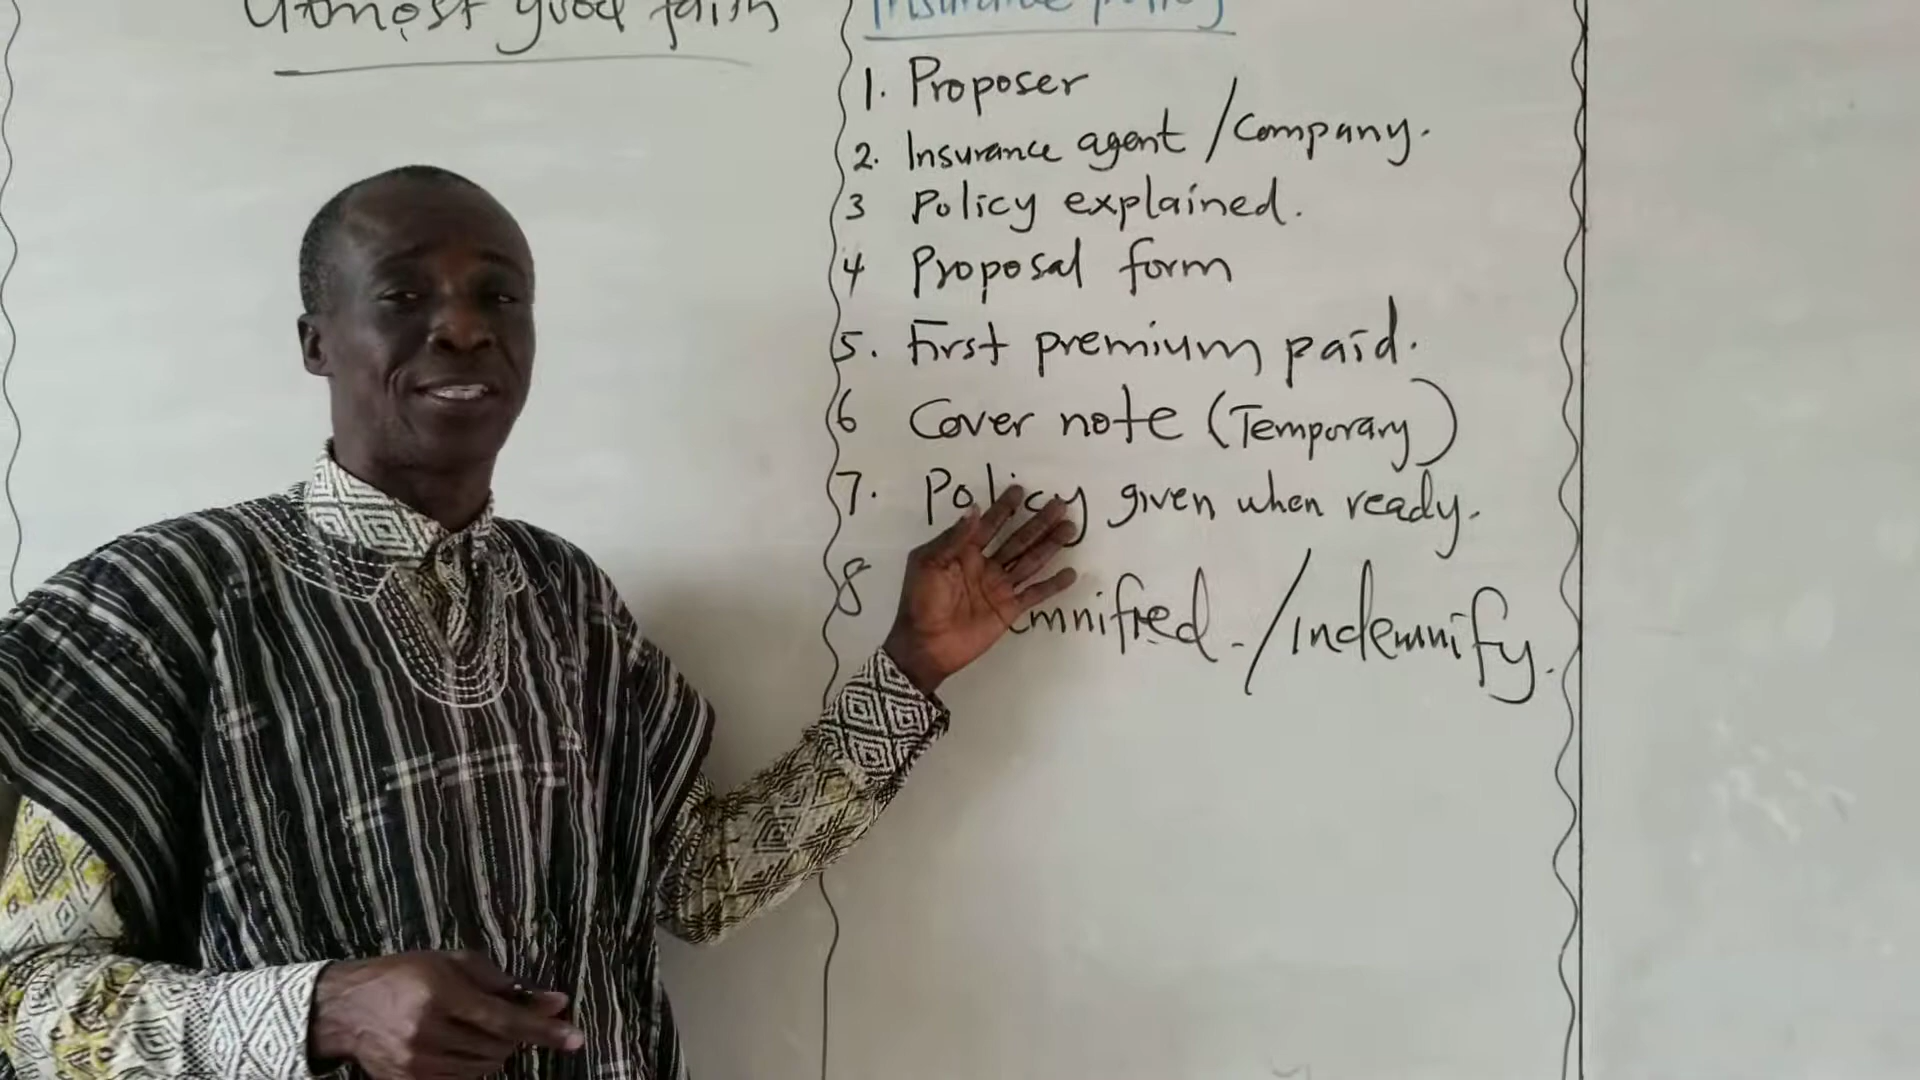 Utmost good faith
Insurance policy
1. Proposer
2. Insurance agent / Company.
3 Policy explained.
4 Proposal form
5. First premium paid.
6 Cover note (Temporary)
7. Policy given when ready.
8 emnified. / Indemnify.